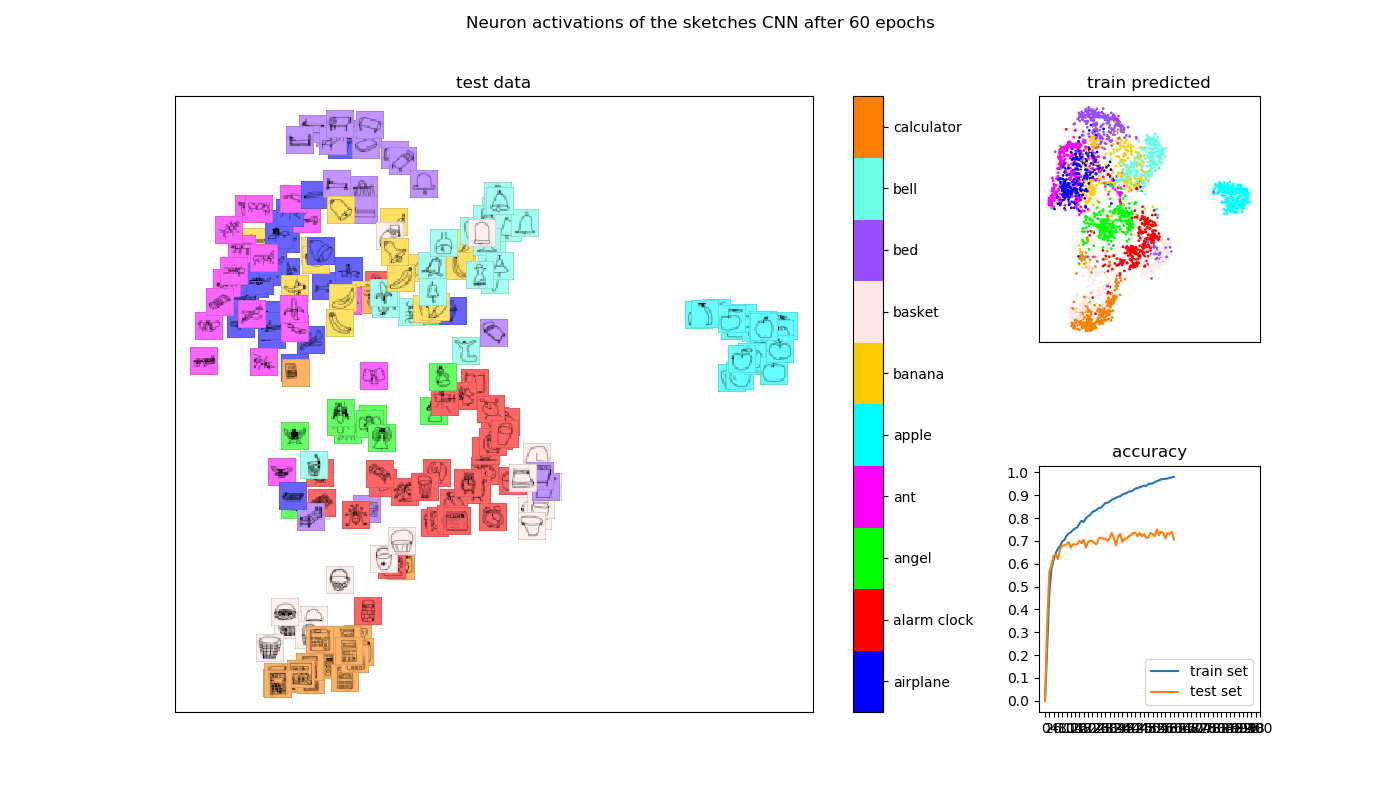 Neuron activations of the sketches CNN after 60 epochs
test data
calculator
bell
bed
basket
banana
apple
ant
angel
alarm clock
airplane
train predicted
accuracy
1.0
0.9
0.8
0.7
0.6
0.5
0.4
0.3
0.2
0.1
0.0
train set
test set